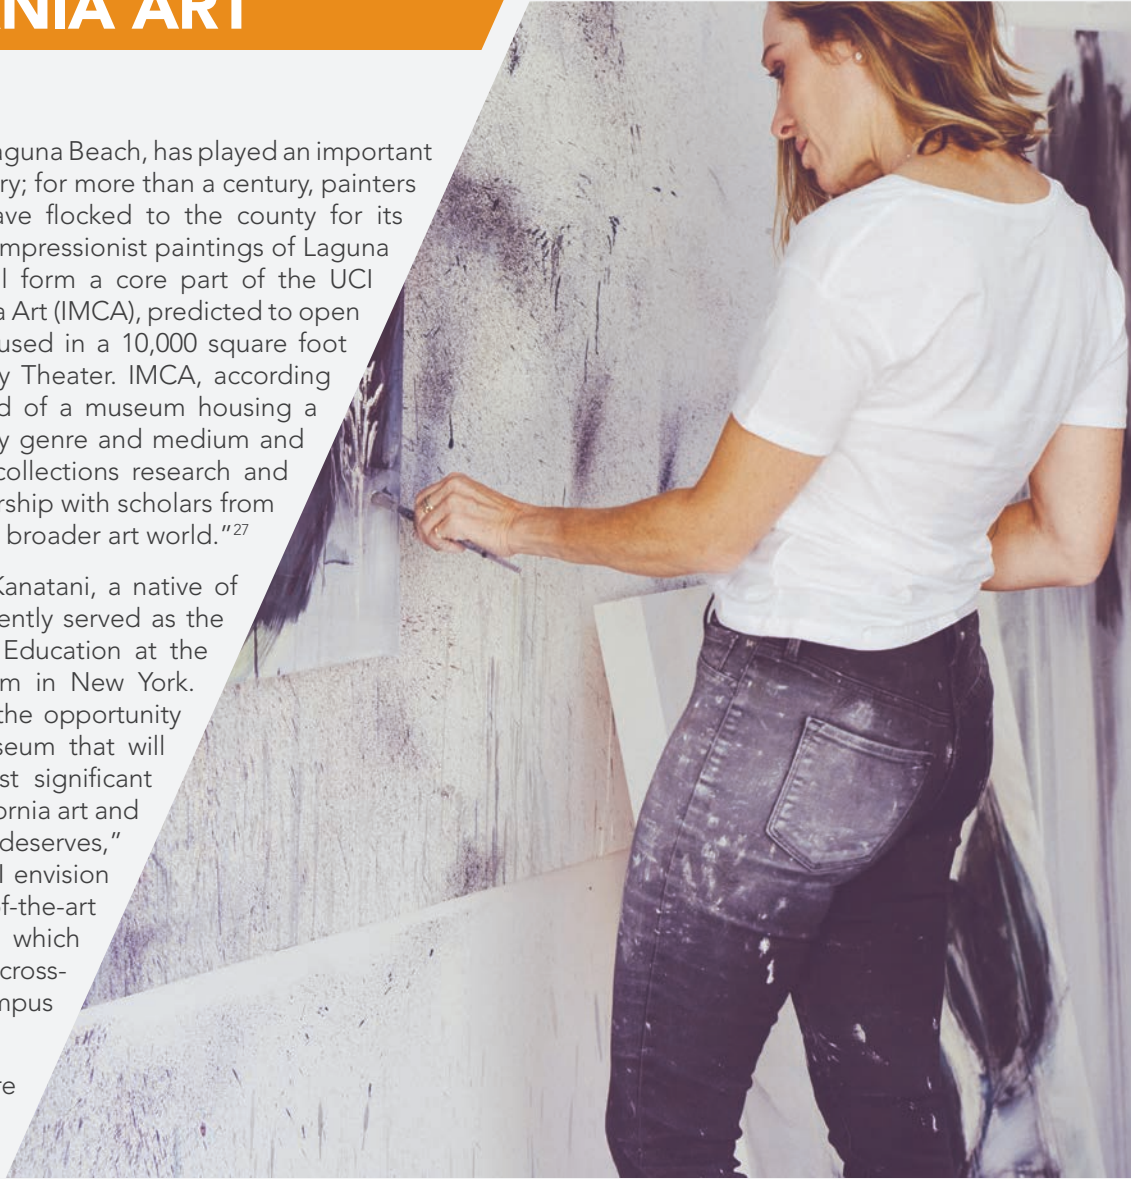 NIA ART
aguna Beach, has played an important
ry; for more than a century, painters
ave flocked to the county for its
mpressionist paintings of Laguna
l form a core part of the UCI
a Art (IMCA), predicted to open
used in a 10,000 square foot
y Theater. IMCA, according
d of a museum housing a
y genre and medium and
collections research and
rship with scholars from
broader art world.”27
Kanatani, a native of
ently served as the
Education at the
m in New York.
the opportunity
seum that will
st significant
ornia art and
deserves,”
l envision
of-the-art
which
cross-
mpus
re